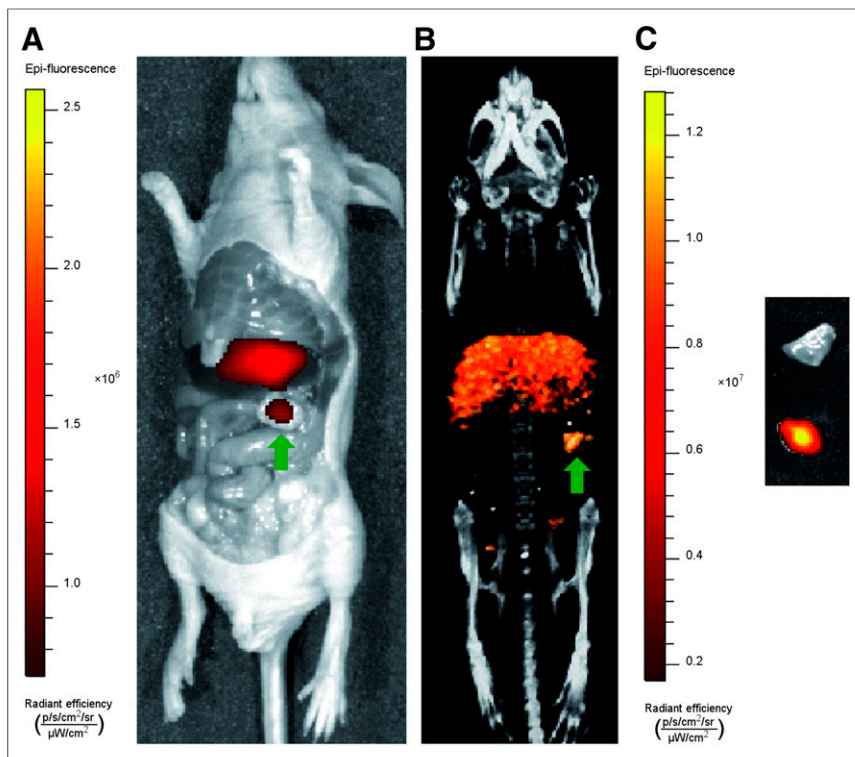 A
B
C
Epi-fluorescence
2.5
2.0
×10⁶
1.5
1.0
Radiant efficiency
(p/s/cm²/sr / µW/cm²)
Epi-fluorescence
1.2
1.0
0.8
×10⁷
0.6
0.4
0.2
Radiant efficiency
(p/s/cm²/sr / µW/cm²)